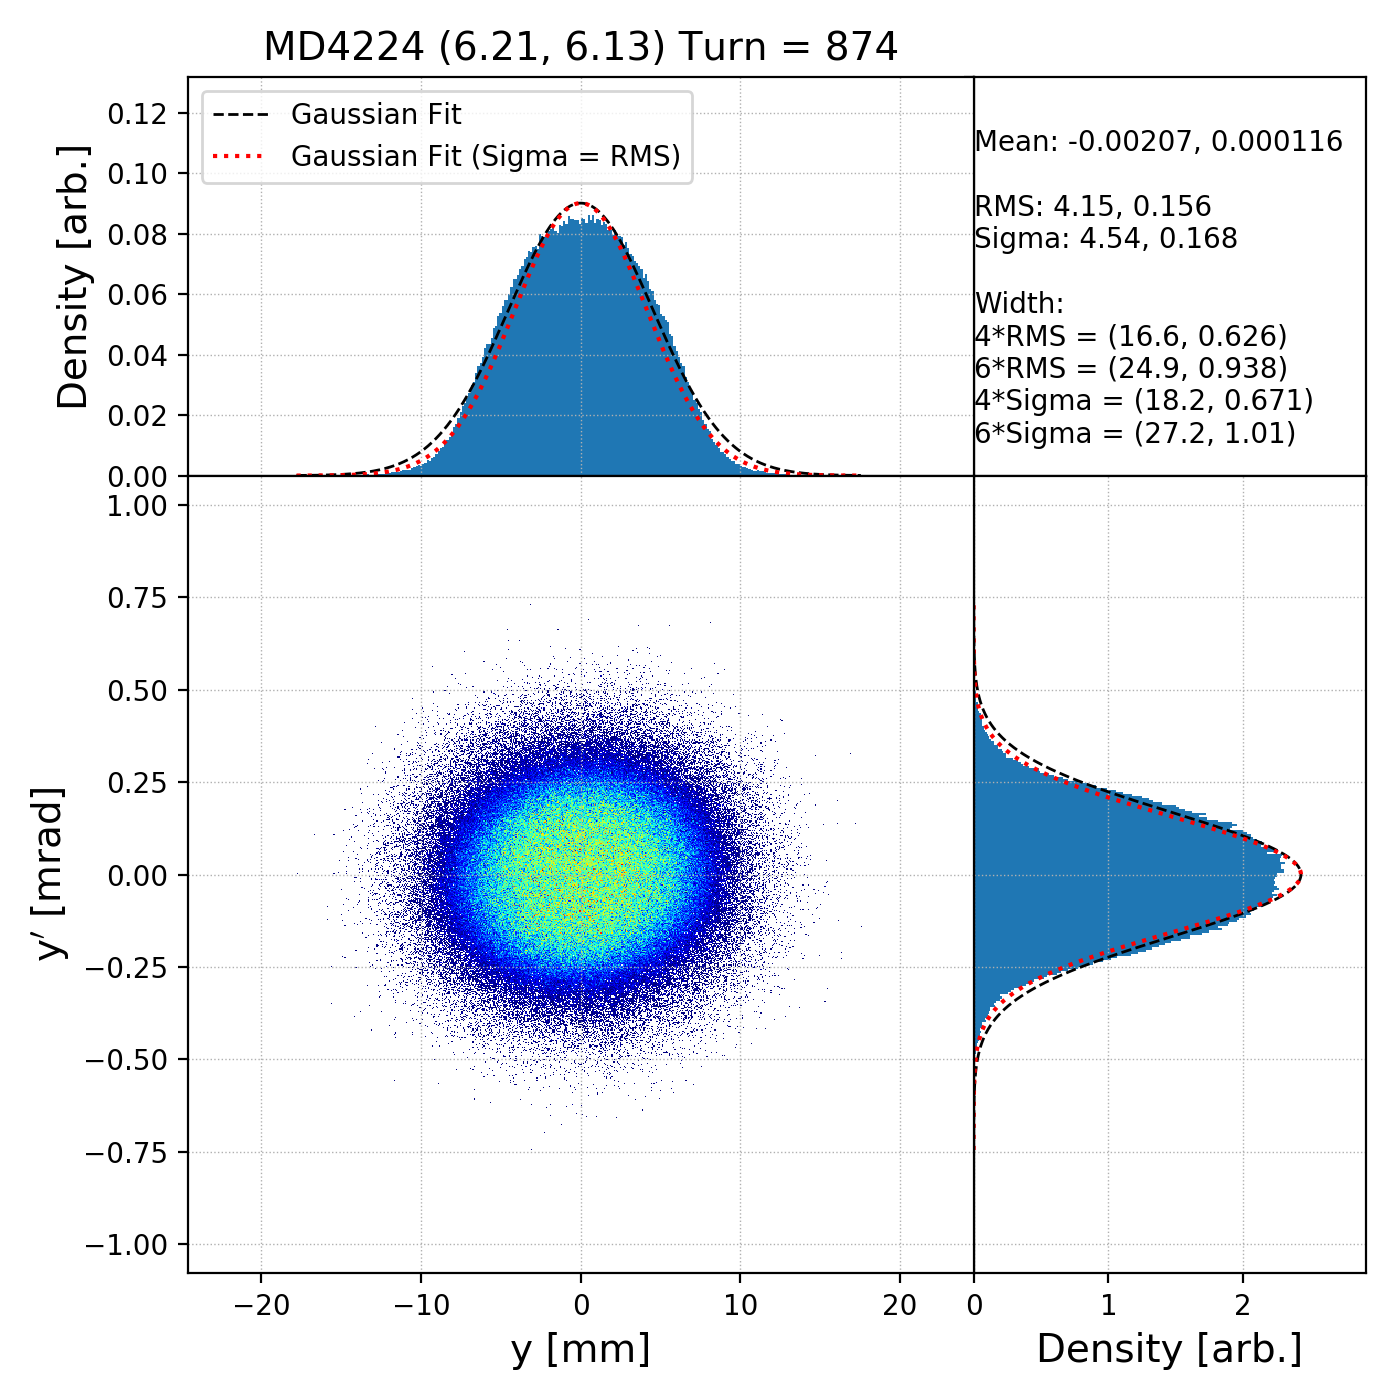 MD4224 (6.21, 6.13) Turn = 874
Gaussian Fit
Gaussian Fit (Sigma = RMS)
Density [arb.]
0.12
0.10
0.08
0.06
0.04
0.02
0.00
Mean: -0.00207, 0.000116
RMS: 4.15, 0.156
Sigma: 4.54, 0.168
Width:
4*RMS = (16.6, 0.626)
6*RMS = (24.9, 0.938)
4*Sigma = (18.2, 0.671)
6*Sigma = (27.2, 1.01)
y′ [mrad]
1.00
0.75
0.50
0.25
0.00
−0.25
−0.50
−0.75
−1.00
−20 −10 0 10 20
y [mm]
0 1 2
Density [arb.]